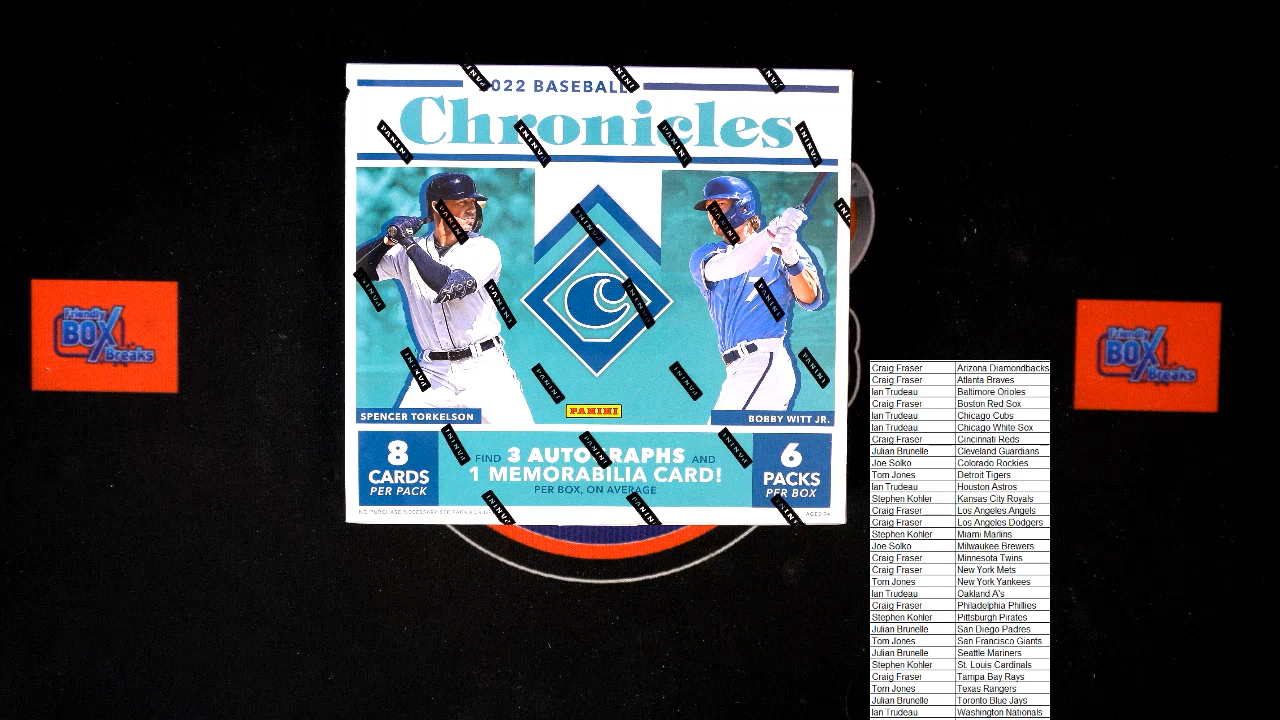 2022 BASEBALL
Chronicles
SPENCER TORKELSON
PANINI
BOBBY WITT JR.
8
CARDS
PER PACK
FIND 3 AUTOGRAPHS AND
1 MEMORABILIA CARD!
PER BOX, ON AVERAGE
6
PACKS
PER BOX
AGES 9+
Friendly
BOX
Breaks
Friendly
BOX
Breaks
Craig Fraser Arizona Diamondbacks
Craig Fraser Atlanta Braves
Ian Trudeau Baltimore Orioles
Craig Fraser Boston Red Sox
Ian Trudeau Chicago Cubs
Ian Trudeau Chicago White Sox
Craig Fraser Cincinnati Reds
Julian Brunelle Cleveland Guardians
Joe Solko Colorado Rockies
Tom Jones Detroit Tigers
Ian Trudeau Houston Astros
Stephen Kohler Kansas City Royals
Craig Fraser Los Angeles Angels
Craig Fraser Los Angeles Dodgers
Stephen Kohler Miami Marlins
Joe Solko Milwaukee Brewers
Craig Fraser Minnesota Twins
Craig Fraser New York Mets
Tom Jones New York Yankees
Ian Trudeau Oakland A's
Craig Fraser Philadelphia Phillies
Stephen Kohler Pittsburgh Pirates
Julian Brunelle San Diego Padres
Tom Jones San Francisco Giants
Julian Brunelle Seattle Mariners
Stephen Kohler St. Louis Cardinals
Craig Fraser Tampa Bay Rays
Tom Jones Texas Rangers
Julian Brunelle Toronto Blue Jays
Ian Trudeau Washington Nationals